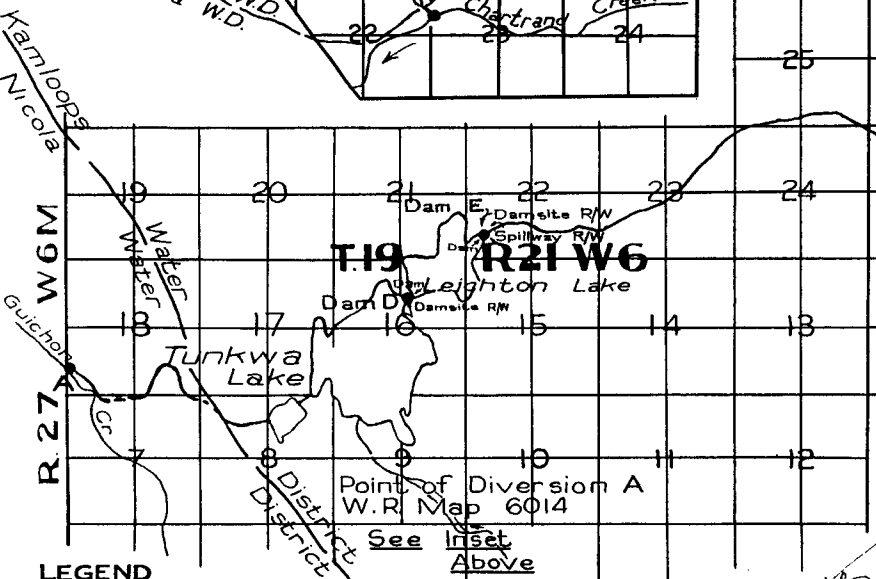 W.D.
W.D.
Chartrand
Creek
22 23 24
25
Kamloops
Nicola
19 20 21 22 23 24
Dam E
Damsite R/W
Spillway R/W
Dam
Water
Water
T.19 R21 W6
Dam
Leighton Lake
Dam D
Damsite R/W
R. 27 W6M
Guichon
18 17 16 15 14 13
Tunkwa
Lake
A
Cr.
7 8 9 10 11 12
District
District
Point of Diversion A
W.R. Map 6014
See Inset
Above
LEGEND